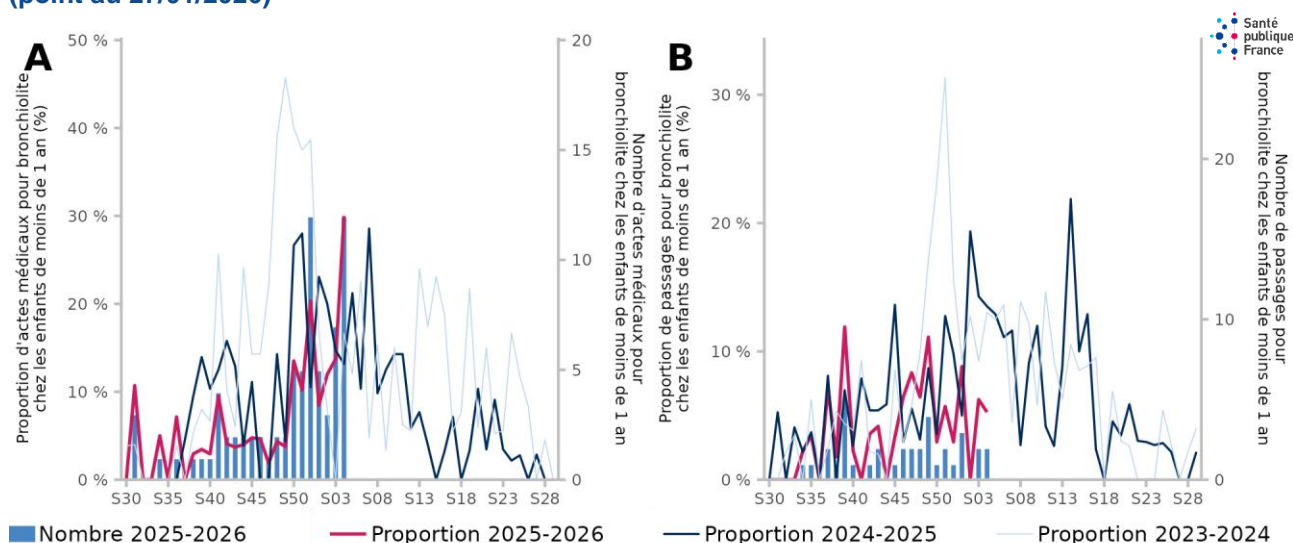 (point au 27/01/2026)
Santé
publique
France
A
Proportion d'actes médicaux pour bronchiolite
chez les enfants de moins de 1 an (%)
50 %
40 %
30 %
20 %
10 %
0 %
20
15
10
5
0
Nombre d'actes médicaux pour
bronchiolite chez les enfants de moins de 1 an
S30 S35 S40 S45 S50 S03 S08 S13 S18 S23 S28
B
Proportion de passages pour bronchiolite
chez les enfants de moins de 1 an (%)
30 %
20 %
10 %
0 %
20
10
0
Nombre de passages pour
bronchiolite chez les enfants de moins de 1 an
S30 S35 S40 S45 S50 S03 S08 S13 S18 S23 S28
Nombre 2025-2026 Proportion 2025-2026 Proportion 2024-2025 Proportion 2023-2024